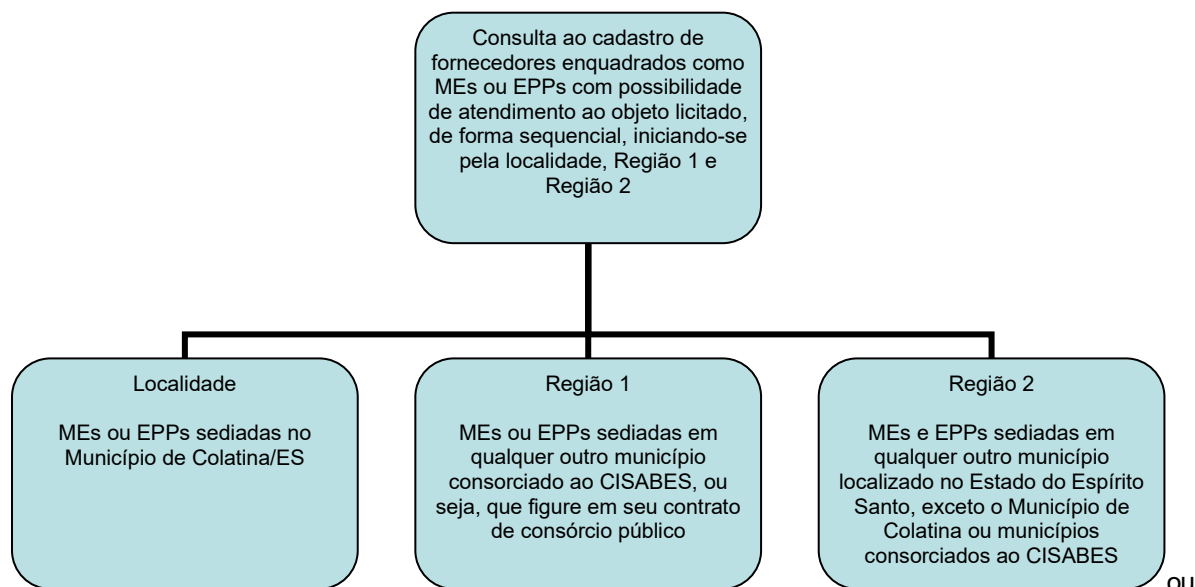 Consulta ao cadastro de
fornecedores enquadrados como
MEs ou EPPs com possibilidade
de atendimento ao objeto licitado,
de forma sequencial, iniciando-se
pela localidade, Região 1 e
Região 2
Localidade
MEs ou EPPs sediadas no
Município de Colatina/ES
Região 1
MEs ou EPPs sediadas em
qualquer outro município
consorciado ao CISABES, ou
seja, que figure em seu contrato
de consórcio público
Região 2
MEs e EPPs sediadas em
qualquer outro município
localizado no Estado do Espírito
Santo, exceto o Município de
Colatina ou municípios
consorciados ao CISABES
ou